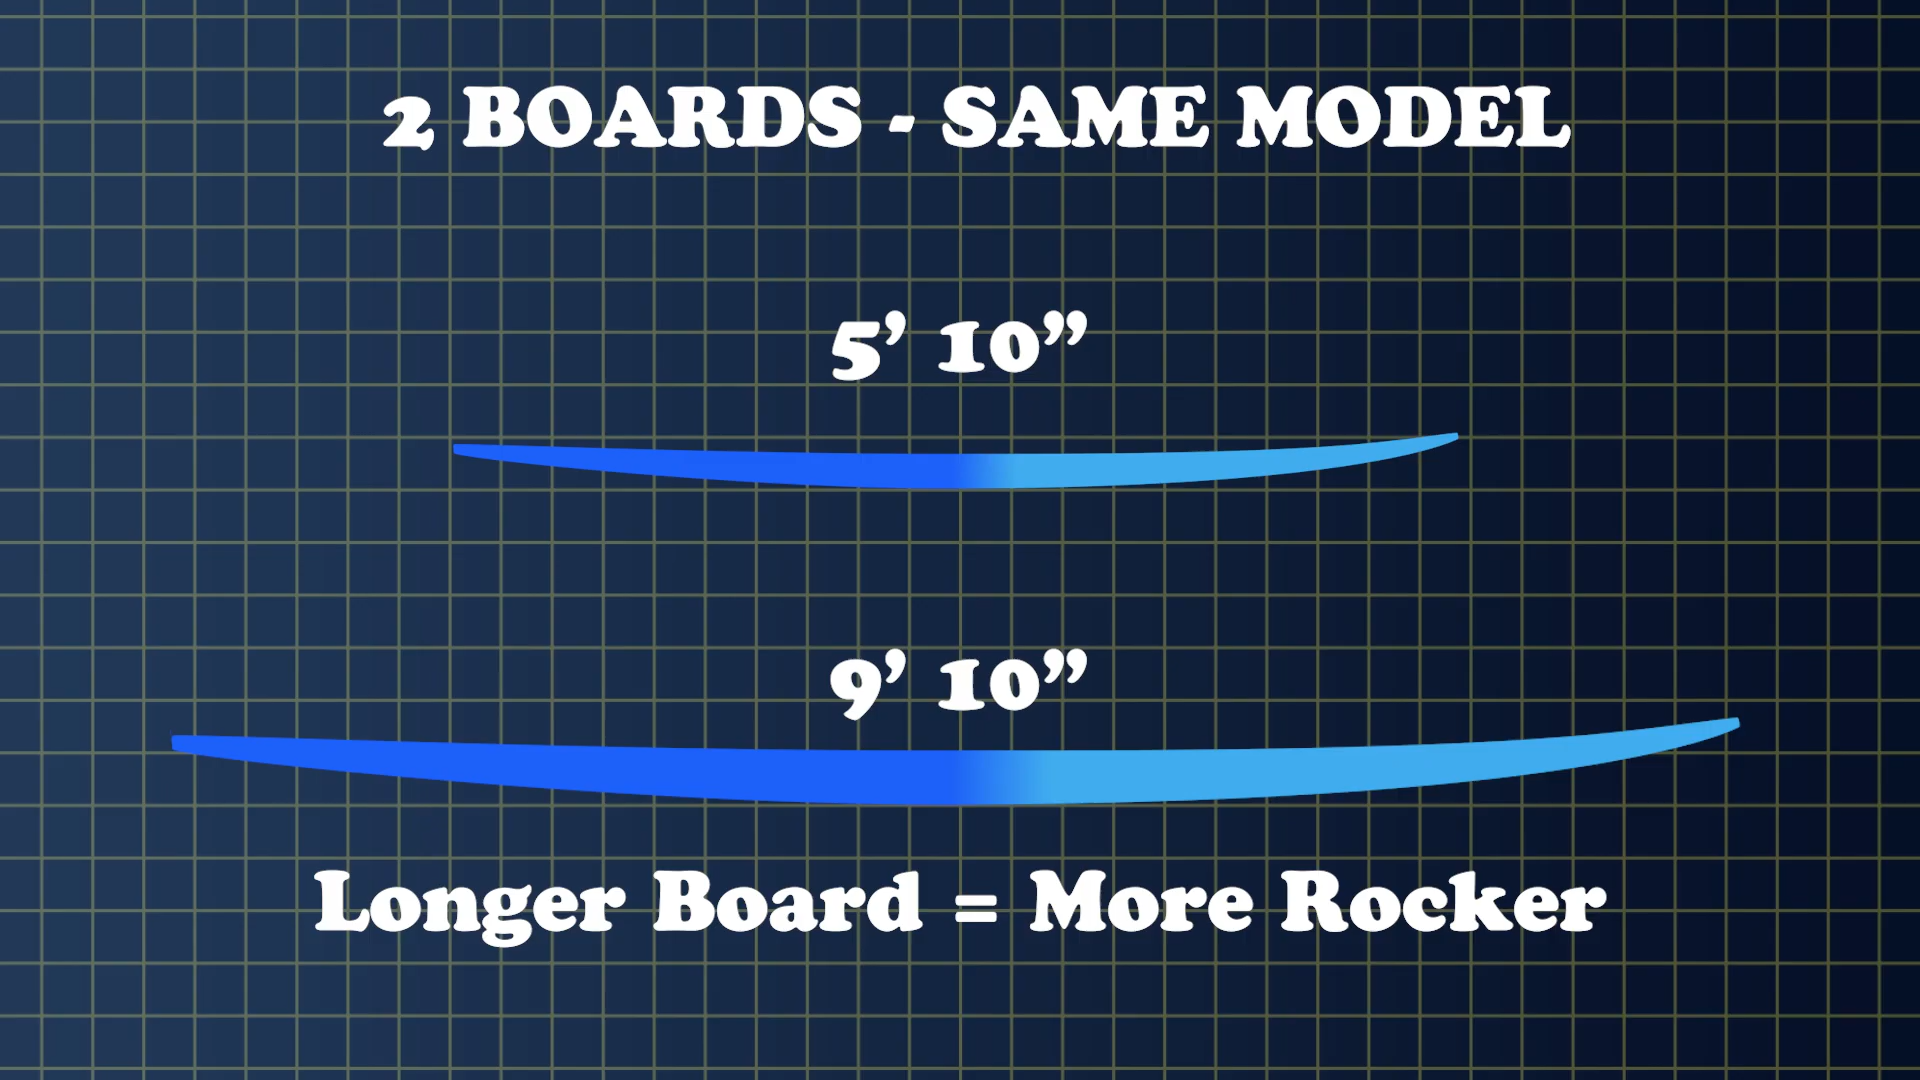 2 BOARDS - SAME MODEL
5’ 10”
9’ 10”
Longer Board = More Rocker